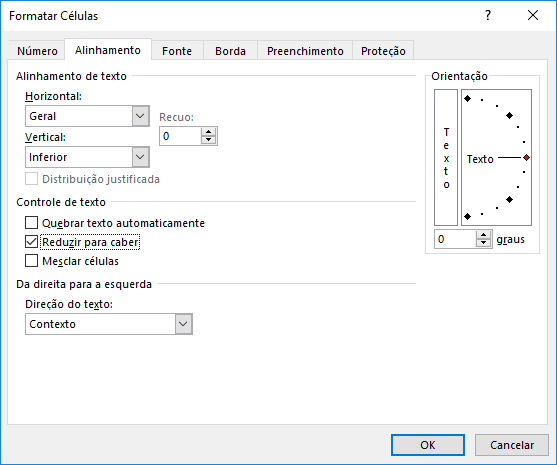 Formatar Células
?
Número Alinhamento Fonte Borda Preenchimento Proteção
Alinhamento de texto
Horizontal:
Geral
Recuo:
Vertical:
0
Inferior
Distribuição justificada
Controle de texto
Quebrar texto automaticamente
Reduzir para caber
Mesclar células
Da direita para a esquerda
Direção do texto:
Contexto
Orientação
Texto
Texto
0 graus
OK Cancelar